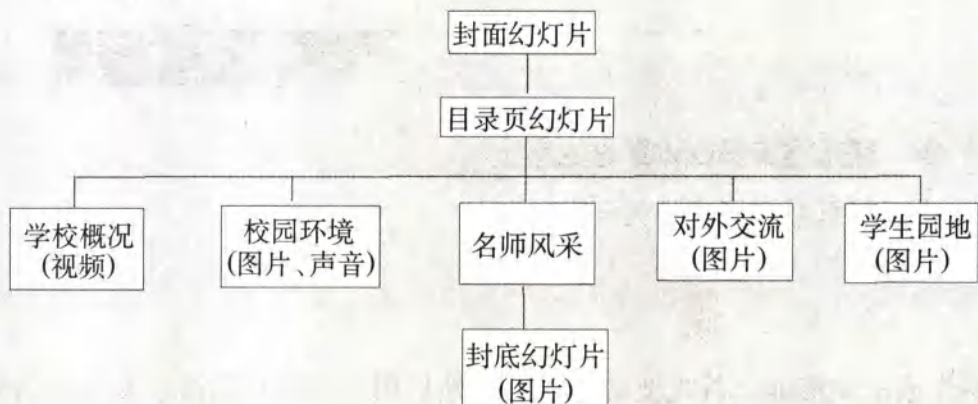 封面幻灯片
目录页幻灯片
学校概况
(视频)
校园环境
(图片、声音)
名师风采
对外交流
(图片)
学生园地
(图片)
封底幻灯片
(图片)